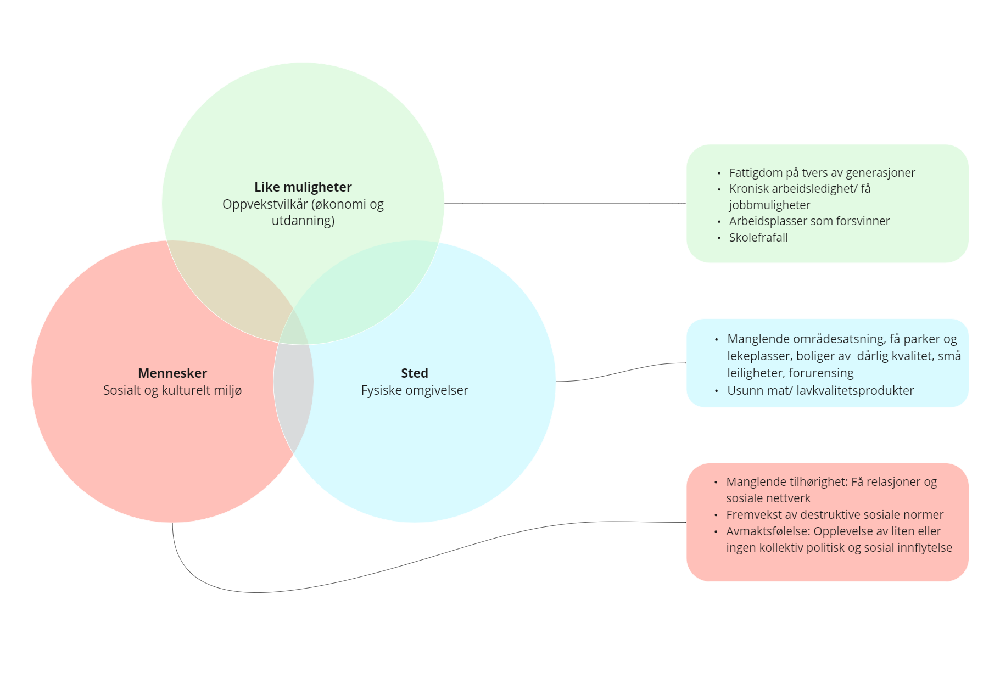 Like muligheter
Oppvekstvilkår (økonomi og
utdanning)
Mennesker
Sosialt og kulturelt miljø
Sted
Fysiske omgivelser
• Fattigdom på tvers av generasjoner
• Kronisk arbeidsledighet/ få
jobbmuligheter
• Arbeidsplasser som forsvinner
• Skolefrafall
• Manglende områdesatsning, få parker og
lekeplasser, boliger av  dårlig kvalitet, små
leiligheter, forurensing
• Usunn mat/ lavkvalitetsprodukter
• Manglende tilhørighet: Få relasjoner og
sosiale nettverk
• Fremvekst av destruktive sosiale normer
• Avmaktsfølelse: Opplevelse av liten eller
ingen kollektiv politisk og sosial innflytelse